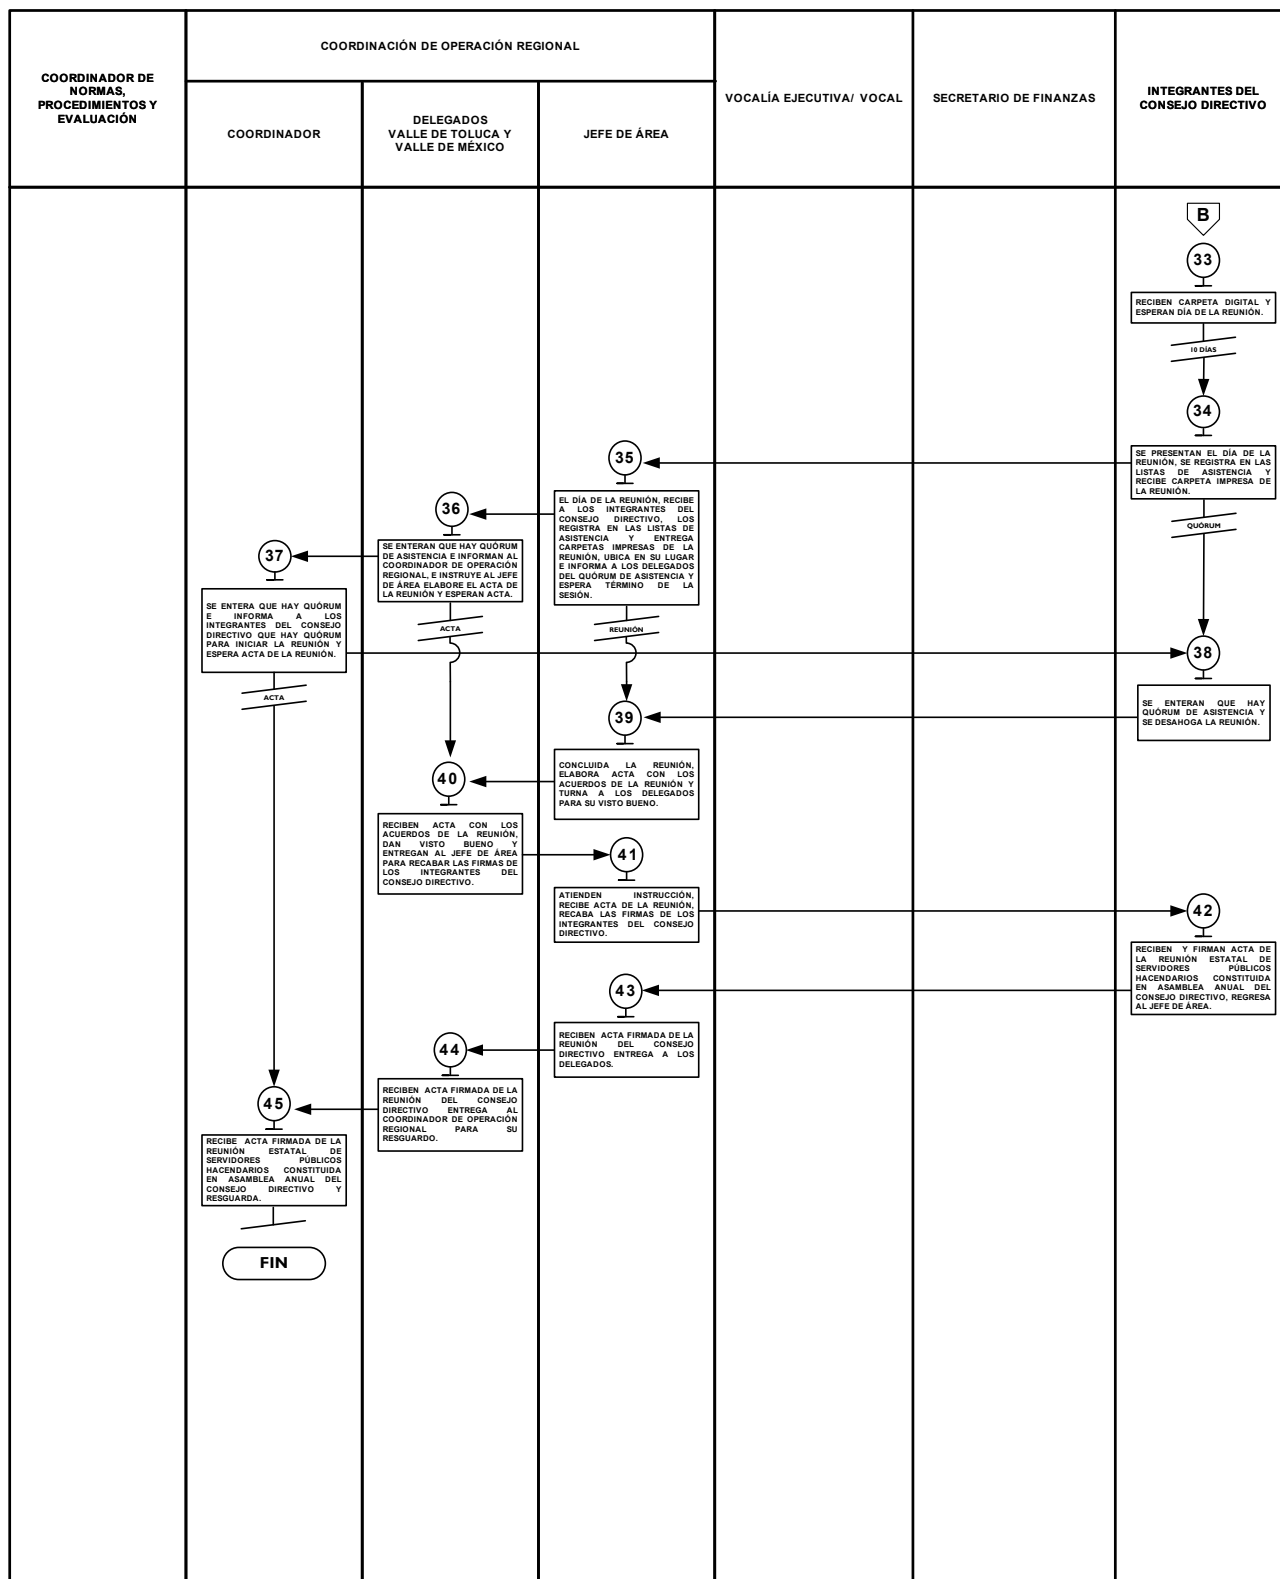 COORDINADOR DE
NORMAS,
PROCEDIMIENTOS Y
EVALUACIÓN
COORDINACIÓN DE OPERACIÓN REGIONAL
COORDINADOR
DELEGADOS
VALLE DE TOLUCA Y
VALLE DE MÉXICO
JEFE DE ÁREA
VOCALÍA EJECUTIVA/ VOCAL
SECRETARIO DE FINANZAS
INTEGRANTES DEL
CONSEJO DIRECTIVO
B
33
RECIBEN CARPETA DIGITAL Y
ESPERAN DÍA DE LA REUNIÓN.
10 DÍAS
34
SE PRESENTAN EL DÍA DE LA
REUNIÓN, SE REGISTRA EN LAS
LISTAS DE ASISTENCIA Y
RECIBE CARPETA IMPRESA DE
LA REUNIÓN.
QUÓRUM
35
EL DÍA DE LA REUNIÓN, RECIBE
A LOS INTEGRANTES DEL
CONSEJO DIRECTIVO, LOS
REGISTRA EN LAS LISTAS DE
ASISTENCIA Y ENTREGA
CARPETAS IMPRESAS DE LA
REUNIÓN, UBICA EN SU LUGAR
E INFORMA A LOS DELEGADOS
DEL QUÓRUM DE ASISTENCIA Y
ESPERA TÉRMINO DE LA
SESIÓN.
REUNIÓN
36
SE ENTERAN QUE HAY QUÓRUM
DE ASISTENCIA E INFORMAN AL
COORDINADOR DE OPERACIÓN
REGIONAL, E INSTRUYE AL JEFE
DE ÁREA ELABORE EL ACTA DE
LA REUNIÓN Y ESPERAN ACTA.
ACTA
37
SE ENTERA QUE HAY QUÓRUM
E INFORMA A LOS
INTEGRANTES DEL CONSEJO
DIRECTIVO QUE HAY QUÓRUM
PARA INICIAR LA REUNIÓN Y
ESPERA ACTA DE LA REUNIÓN.
ACTA
38
SE ENTERAN QUE HAY
QUÓRUM DE ASISTENCIA Y
SE DESAHOGA LA REUNIÓN.
39
CONCLUIDA LA REUNIÓN,
ELABORA ACTA CON LOS
ACUERDOS DE LA REUNIÓN Y
TURNA A LOS DELEGADOS
PARA SU VISTO BUENO.
40
RECIBEN ACTA CON LOS
ACUERDOS DE LA REUNIÓN,
DAN VISTO BUENO Y
ENTREGAN AL JEFE DE ÁREA
PARA RECABAR LAS FIRMAS DE
LOS INTEGRANTES DEL
CONSEJO DIRECTIVO.
41
ATIENDEN INSTRUCCIÓN,
RECIBE ACTA DE LA REUNIÓN,
RECABA LAS FIRMAS DE LOS
INTEGRANTES DEL CONSEJO
DIRECTIVO.
42
RECIBEN Y FIRMAN ACTA DE
LA REUNIÓN ESTATAL DE
SERVIDORES PÚBLICOS
HACENDARIOS CONSTITUIDA
EN ASAMBLEA ANUAL DEL
CONSEJO DIRECTIVO, REGRESA
AL JEFE DE ÁREA.
43
RECIBEN ACTA FIRMADA DE LA
REUNIÓN DEL CONSEJO
DIRECTIVO ENTREGA A LOS
DELEGADOS.
44
RECIBEN ACTA FIRMADA DE LA
REUNIÓN DEL CONSEJO
DIRECTIVO ENTREGA AL
COORDINADOR DE OPERACIÓN
REGIONAL PARA SU
RESGUARDO.
45
RECIBE ACTA FIRMADA DE LA
REUNIÓN ESTATAL DE
SERVIDORES PÚBLICOS
HACENDARIOS CONSTITUIDA
EN ASAMBLEA ANUAL DEL
CONSEJO DIRECTIVO Y
RESGUARDA.
FIN